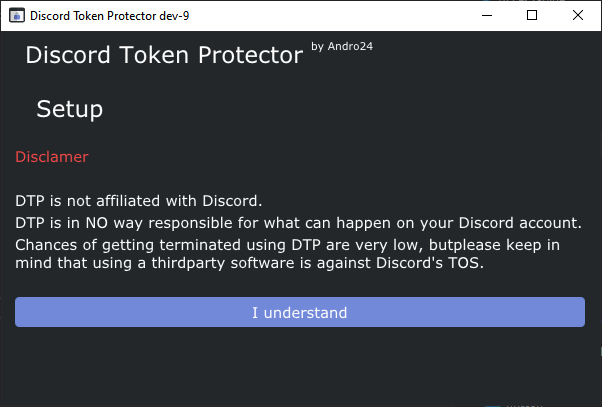 Discord Token Protector dev-9
Discord Token Protector by Andro24
Setup
Disclamer
DTP is not affiliated with Discord.
DTP is in NO way responsible for what can happen on your Discord account.
Chances of getting terminated using DTP are very low, butplease keep in
mind that using a thirdparty software is against Discord's TOS.
I understand